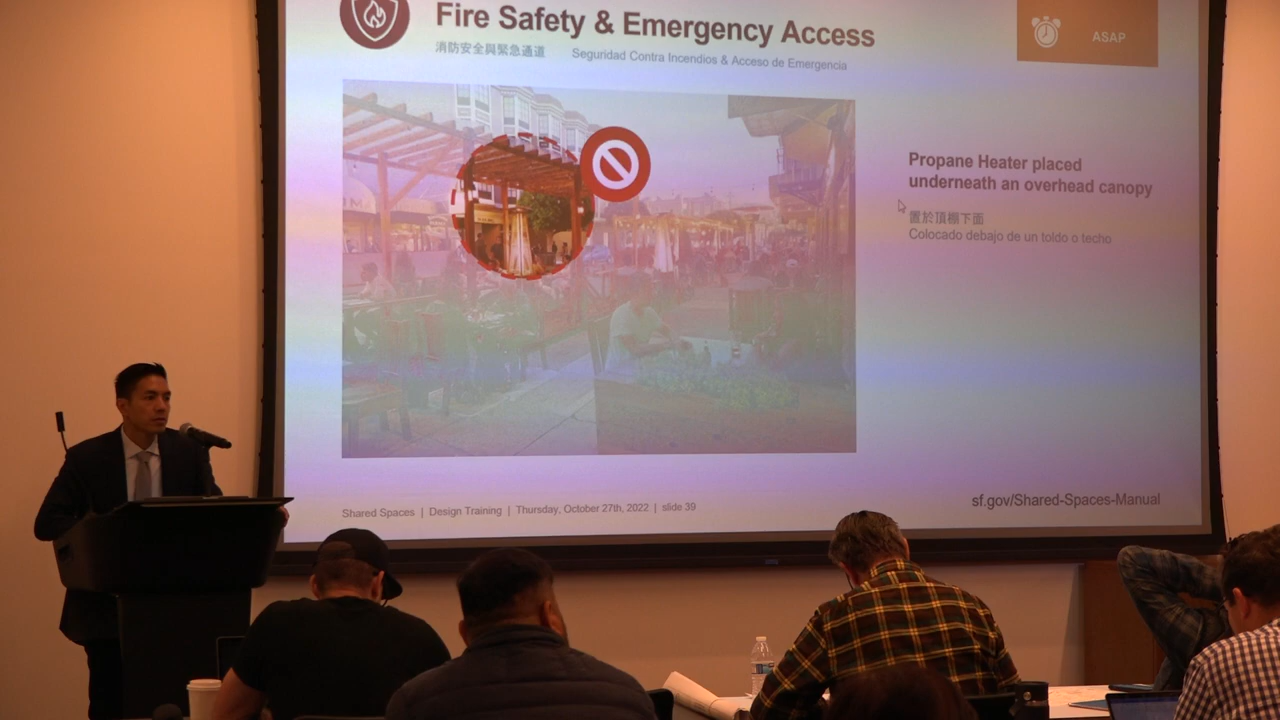 Fire Safety & Emergency Access
消防安全與緊急通道 Seguridad Contra Incendios & Acceso de Emergencia
ASAP
Propane Heater placed
underneath an overhead canopy
置於頂棚下面
Colocado debajo de un toldo o techo
Shared Spaces | Design Training | Thursday, October 27th, 2022 | slide 39
sf.gov/Shared-Spaces-Manual